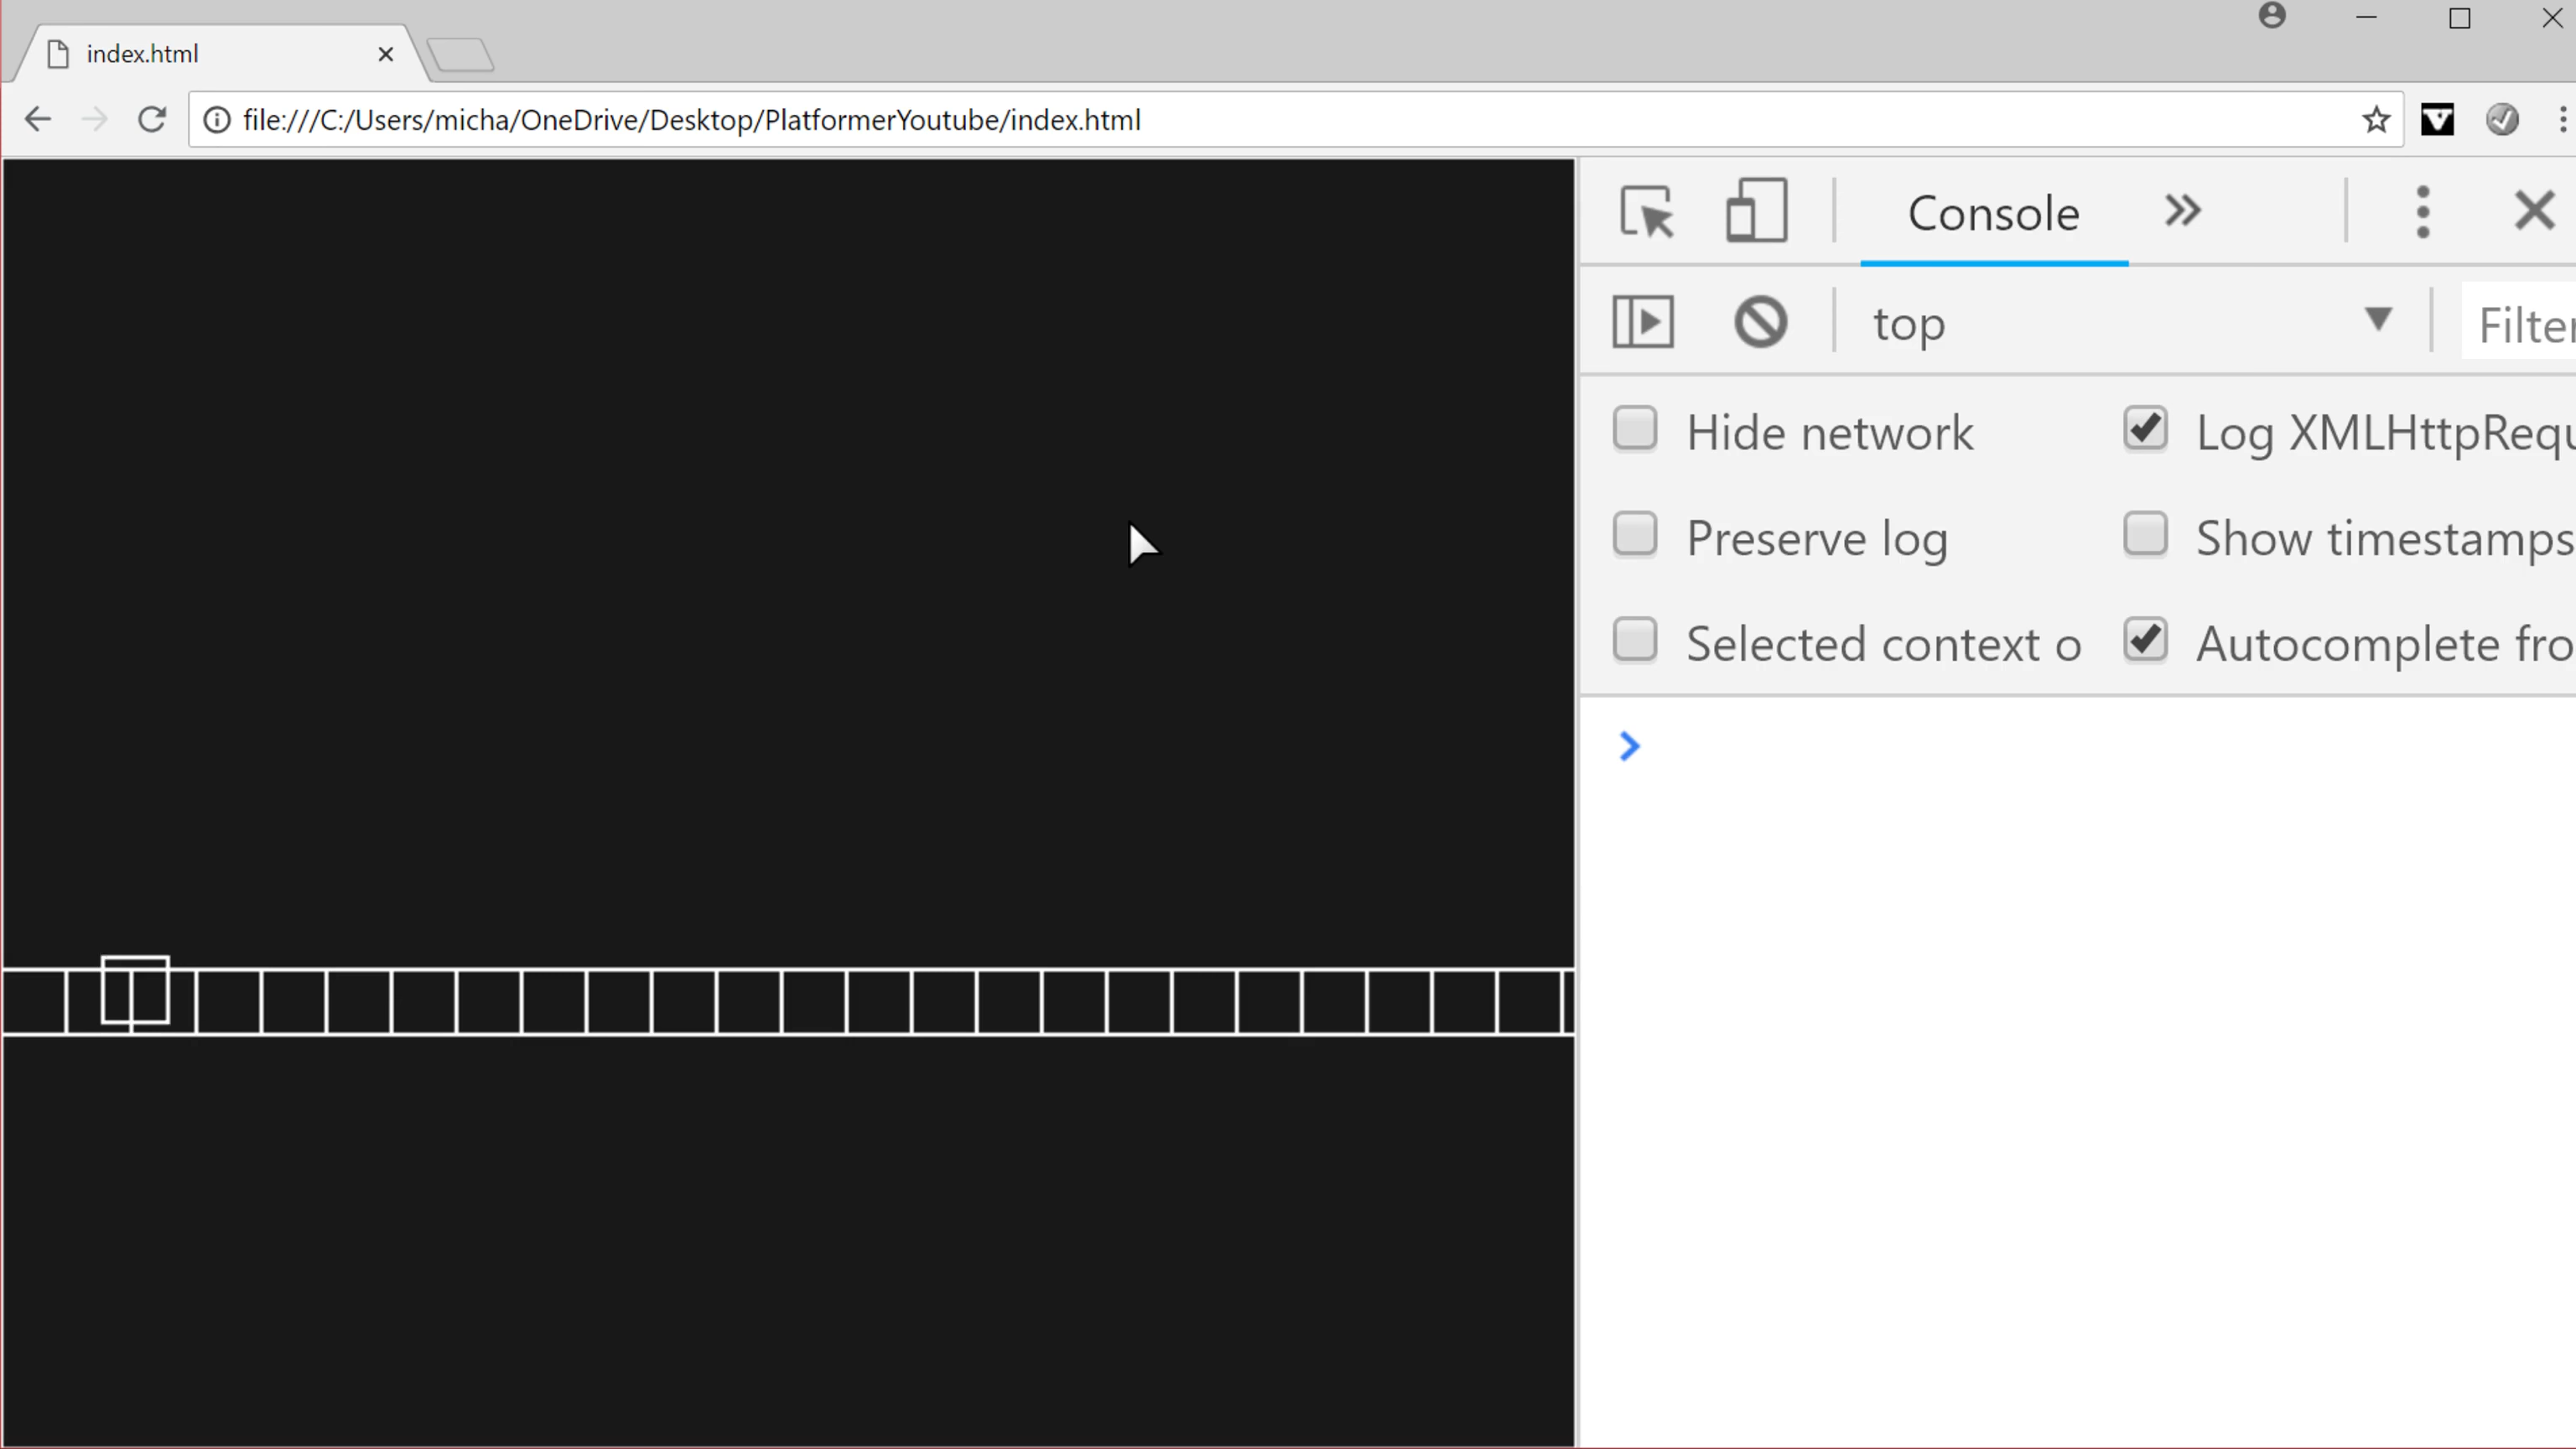 index.html
file:///C:/Users/micha/OneDrive/Desktop/PlatformerYoutube/index.html
Console
top
Filter
Hide network
Log XMLHttpRequ
Preserve log
Show timestamps
Selected context o
Autocomplete fro